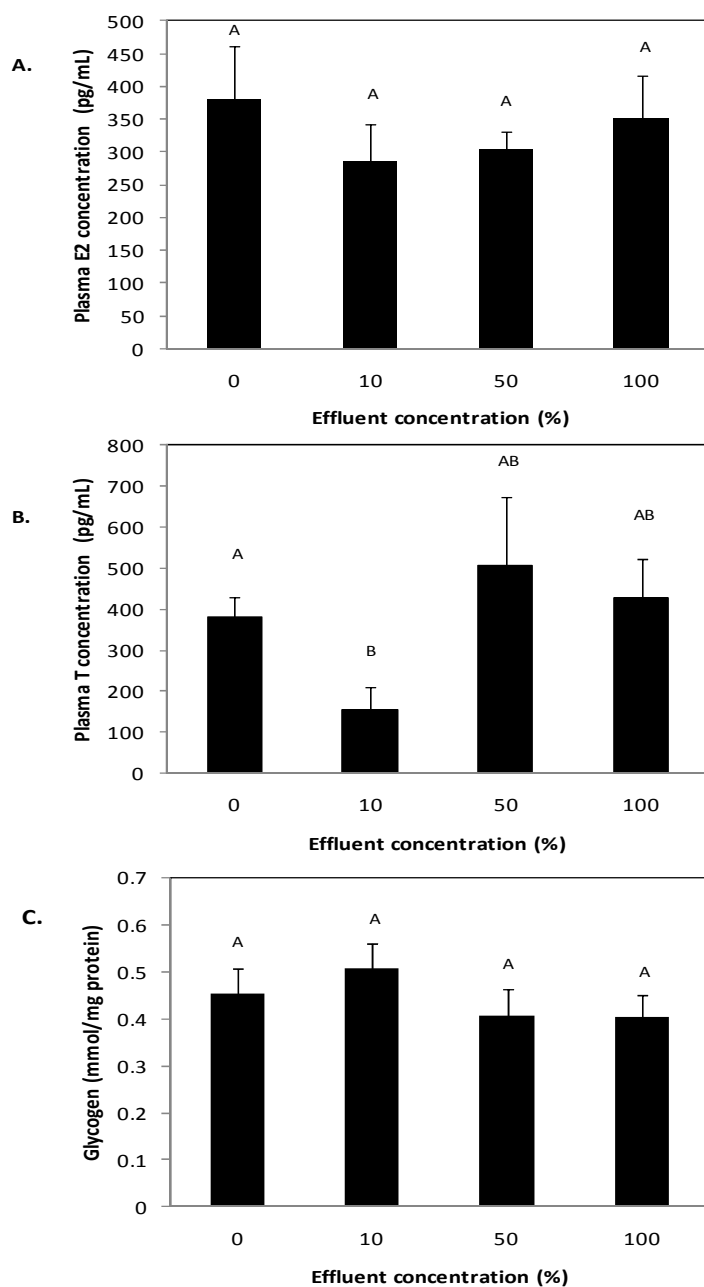 A.
Plasma E2 concentration (pg/mL)
500
450
400
350
300
250
200
150
100
50
0
A
A
A
A
0 10 50 100
Effluent concentration (%)
B.
Plasma T concentration (pg/mL)
800
700
600
500
400
300
200
100
0
A
B
AB
AB
0 10 50 100
Effluent concentration (%)
C.
Glycogen (mmol/mg protein)
0.7
0.6
0.5
0.4
0.3
0.2
0.1
0
A
A
A
A
0 10 50 100
Effluent concentration (%)